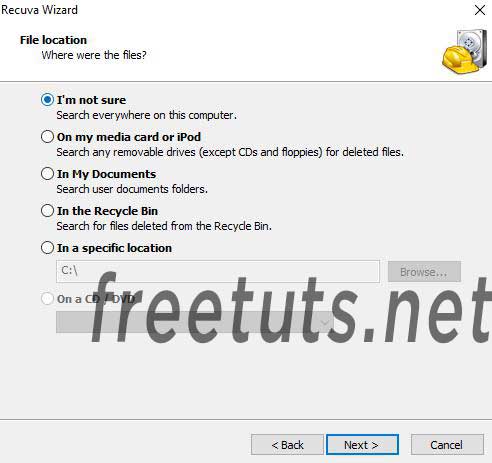 Recuva Wizard
File location
Where were the files?
I'm not sure
Search everywhere on this computer.
On my media card or iPod
Search any removable drives (except CDs and floppies) for deleted files.
In My Documents
Search user documents folders.
In the Recycle Bin
Search for files deleted from the Recycle Bin.
In a specific location
C:\
Browse...
On a CD / DVD
freetuts.net
< Back
Next >
Cancel